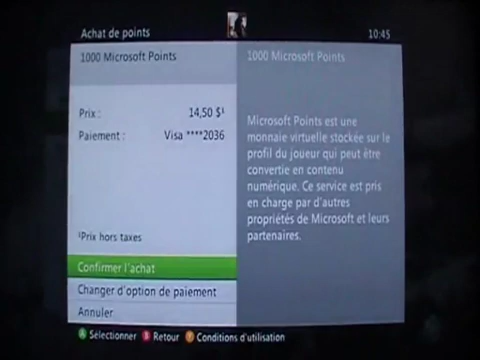 Achat de points
10:45
1000 Microsoft Points
Prix : 14,50 $¹
Paiement : Visa ****2036
¹Prix hors taxes
Confirmer l'achat
Changer d'option de paiement
Annuler
1000 Microsoft Points
Microsoft Points est une
monnaie virtuelle stockée sur le
profil du joueur qui peut être
convertie en contenu
numérique. Ce service est pris
en charge par d'autres
propriétés de Microsoft et leurs
partenaires.
A Sélectionner B Retour Y Conditions d'utilisation